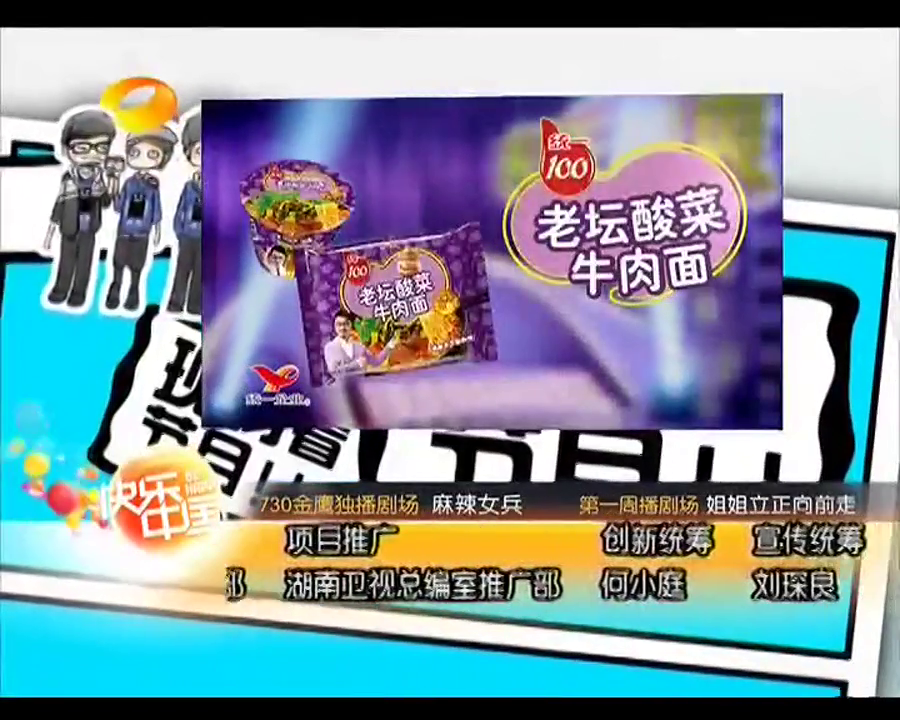 统一
100
老坛酸菜
牛肉面
100
老坛酸菜
牛肉面
统一企业
快乐
中国
730金鹰独播剧场 麻辣女兵 第一周播剧场 姐姐立正向前走
项目推广 创新统筹 宣传统筹
部 湖南卫视总编室推广部 何小庭 刘琛良